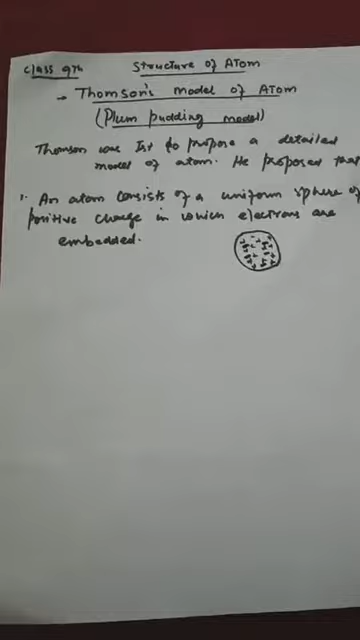 Class 9th Structure of Atom
→ Thomson's model of Atom
(Plum pudding model)
Thomson was Ist to propose a detailed
model of atom. He proposed that
1. An atom consists of a uniform sphere of
positive charge in which electrons are
embedded.